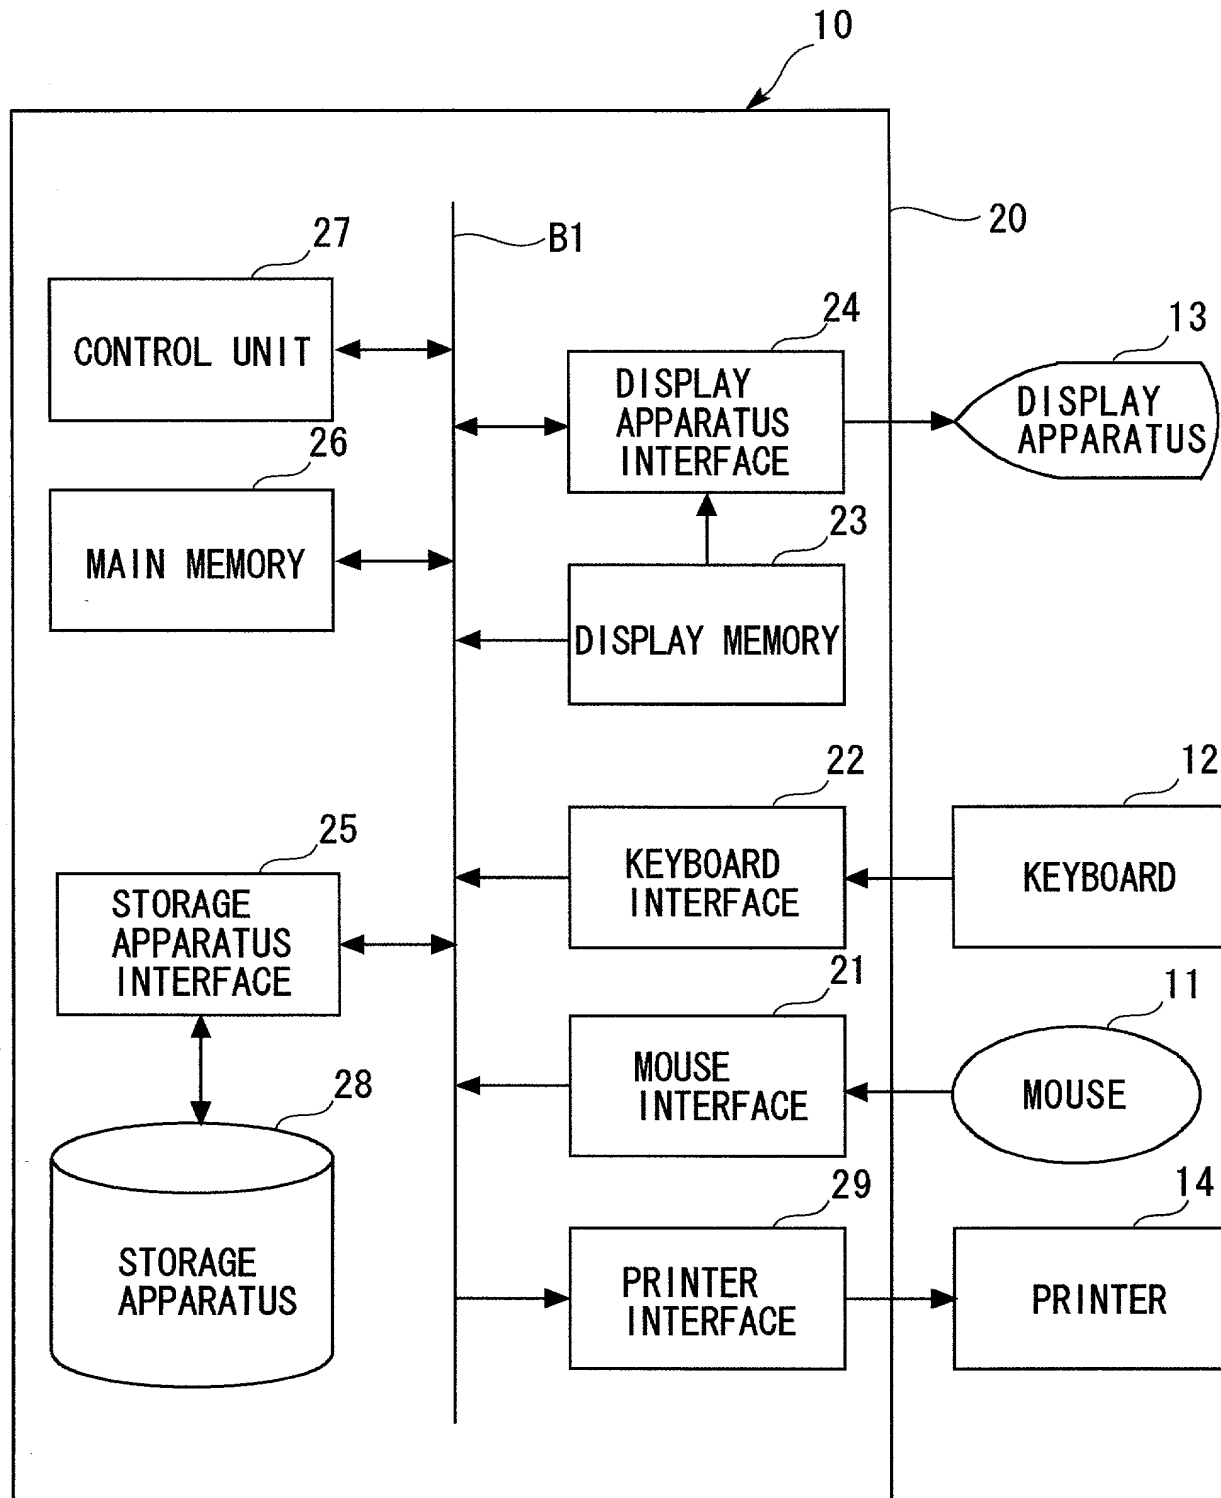 10
20
B1
27
CONTROL UNIT
24
DISPLAY
APPARATUS
INTERFACE
13
DISPLAY
APPARATUS
26
MAIN MEMORY
23
DISPLAY MEMORY
22
KEYBOARD
INTERFACE
12
KEYBOARD
25
STORAGE
APPARATUS
INTERFACE
21
MOUSE
INTERFACE
11
MOUSE
28
STORAGE
APPARATUS
29
PRINTER
INTERFACE
14
PRINTER